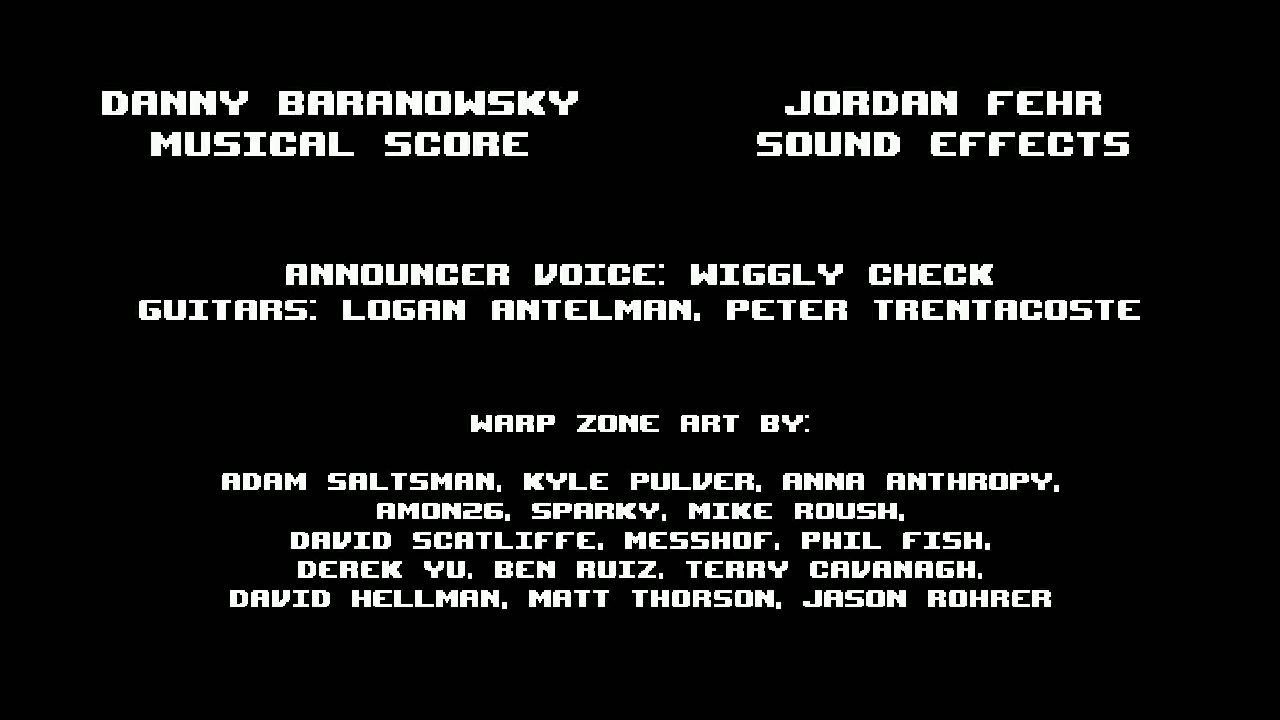 DANNY BARANOWSKY
MUSICAL SCORE
JORDAN FEHR
SOUND EFFECTS
ANNOUNCER VOICE: WIGGLY CHECK
GUITARS: LOGAN ANTELMAN, PETER TRENTACOSTE
WARP ZONE ART BY:
ADAM SALTSMAN, KYLE PULVER, ANNA ANTHROPY,
AMON26, SPARKY, MIKE ROUSH,
DAVID SCATLIFFE, MESSHOF, PHIL FISH,
DEREK YU, BEN RUIZ, TERRY CAVANAGH,
DAVID HELLMAN, MATT THORSON, JASON ROHRER